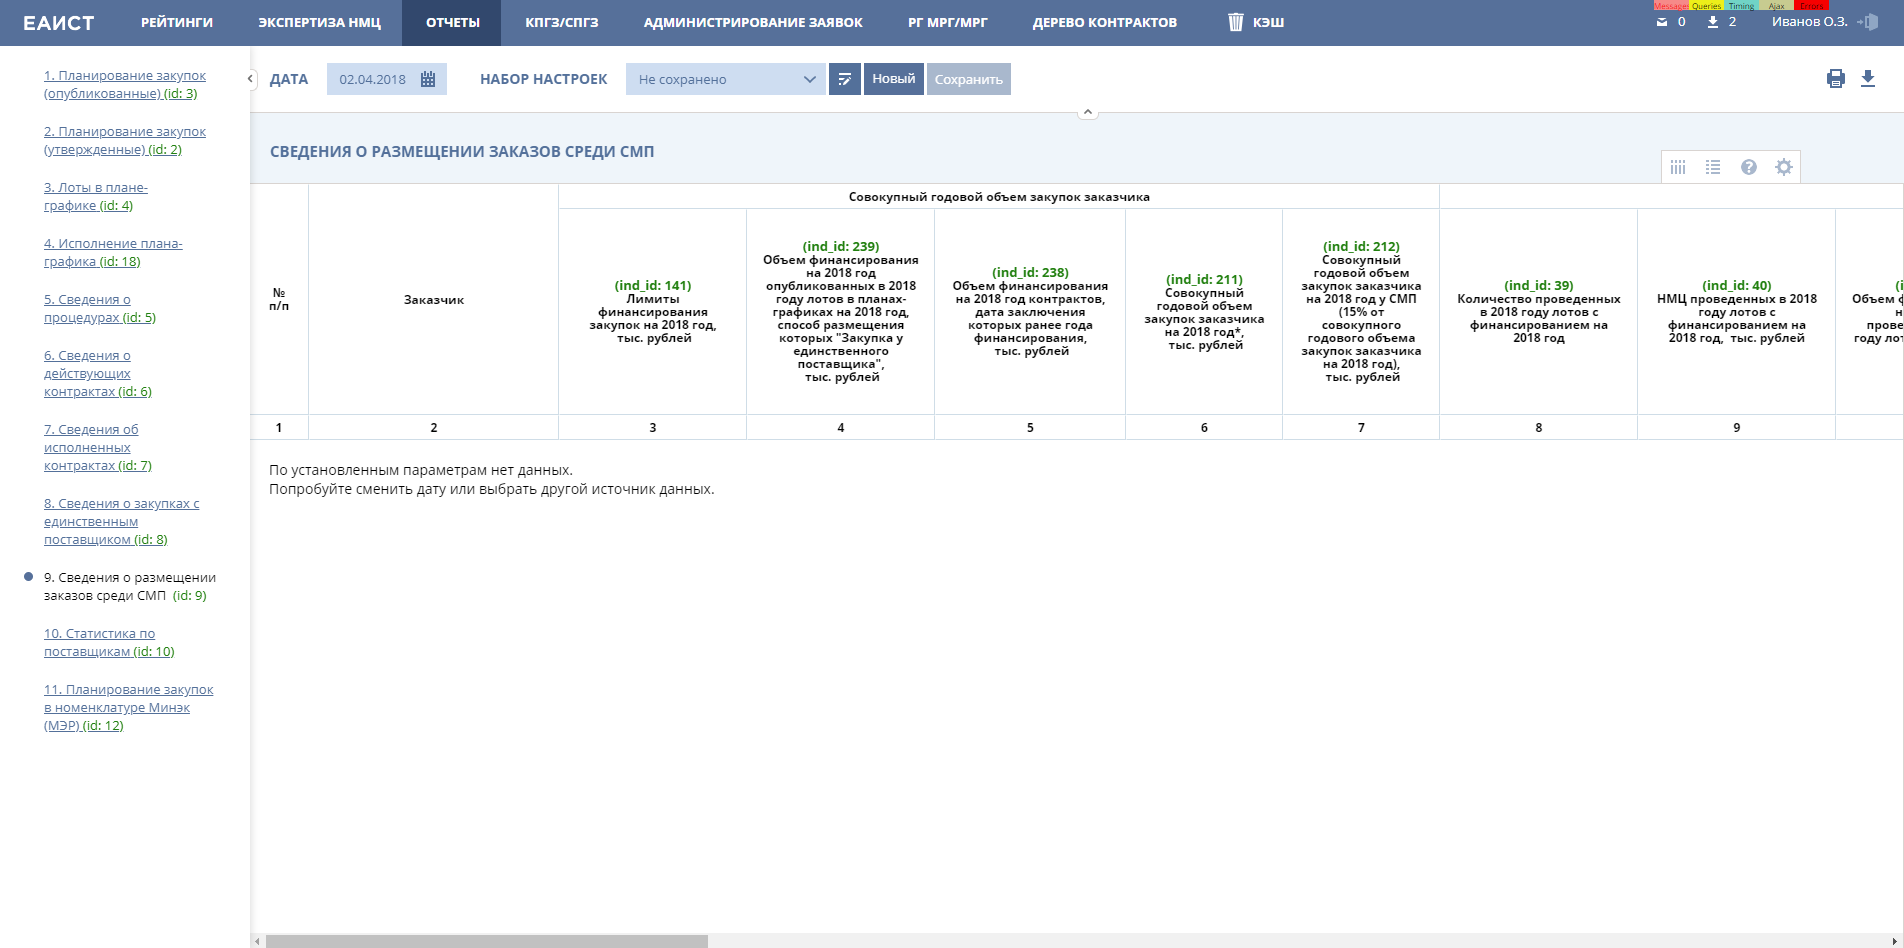 ЕАИСТ
РЕЙТИНГИ
ЭКСПЕРТИЗА НМЦ
ОТЧЕТЫ
КПГЗ/СПГЗ
АДМИНИСТРИРОВАНИЕ ЗАЯВОК
РГ МРГ/МРГ
ДЕРЕВО КОНТРАКТОВ
КЭШ
Messages Queries Timing Ajax Errors
0
2
Иванов О.З.
1. Планирование закупок
(опубликованные) (id: 3)
2. Планирование закупок
(утвержденные) (id: 2)
3. Лоты в плане-
графике (id: 4)
4. Исполнение плана-
графика (id: 18)
5. Сведения о
процедурах (id: 5)
6. Сведения о
действующих
контрактах (id: 6)
7. Сведения об
исполненных
контрактах (id: 7)
8. Сведения о закупках с
единственным
поставщиком (id: 8)
9. Сведения о размещении
заказов среди СМП (id: 9)
10. Статистика по
поставщикам (id: 10)
11. Планирование закупок
в номенклатуре Минэк
(МЭР) (id: 12)
ДАТА
02.04.2018
НАБОР НАСТРОЕК
Не сохранено
Новый
Сохранить
СВЕДЕНИЯ О РАЗМЕЩЕНИИ ЗАКАЗОВ СРЕДИ СМП
Совокупный годовой объем закупок заказчика
№
п/п
Заказчик
(ind_id: 141)
Лимиты
финансирования
закупок на 2018 год,
тыс. рублей
(ind_id: 239)
Объем финансирования
на 2018 год
опубликованных в 2018
году лотов в планах-
графиках на 2018 год,
способ размещения
которых "Закупка у
единственного
поставщика",
тыс. рублей
(ind_id: 238)
Объем финансирования
на 2018 год контрактов,
дата заключения
которых ранее года
финансирования,
тыс. рублей
(ind_id: 211)
Совокупный
годовой объем
закупок заказчика
на 2018 год*,
тыс. рублей
(ind_id: 212)
Совокупный
годовой объем
закупок заказчика
на 2018 год у СМП
(15% от
совокупного
годового объема
закупок заказчика
на 2018 год),
тыс. рублей
(ind_id: 39)
Количество проведенных
в 2018 году лотов с
финансированием на
2018 год
(ind_id: 40)
НМЦ проведенных в 2018
году лотов с
финансированием на
2018 год, тыс. рублей
Объем
году
1
2
3
4
5
6
7
8
9
По установленным параметрам нет данных.
Попробуйте сменить дату или выбрать другой источник данных.